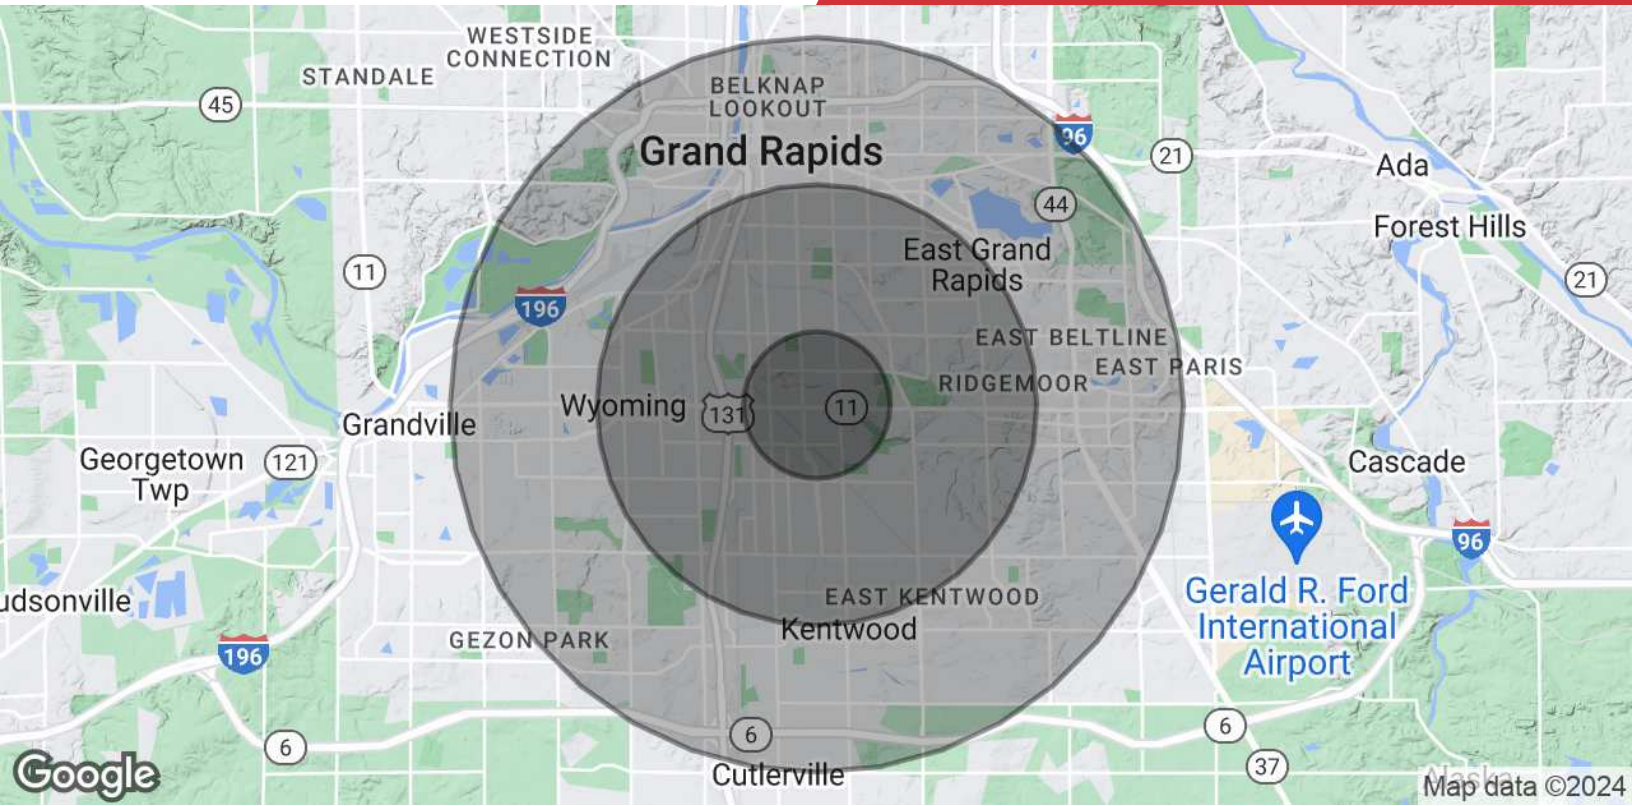 WESTSIDE
CONNECTION
STANDALE
BELKNAP
LOOKOUT
45
Grand Rapids
96
21
Ada
44
Forest Hills
East Grand
Rapids
11
21
196
EAST BELTLINE
EAST PARIS
RIDGEMOOR
Wyoming
131
11
Grandville
Georgetown
Twp
121
Cascade
96
udsonville
EAST KENTWOOD
Gerald R. Ford
International
Airport
Kentwood
GEZON PARK
196
6
6
6
37
Cutlerville
Google
Alaska
Map data ©2024